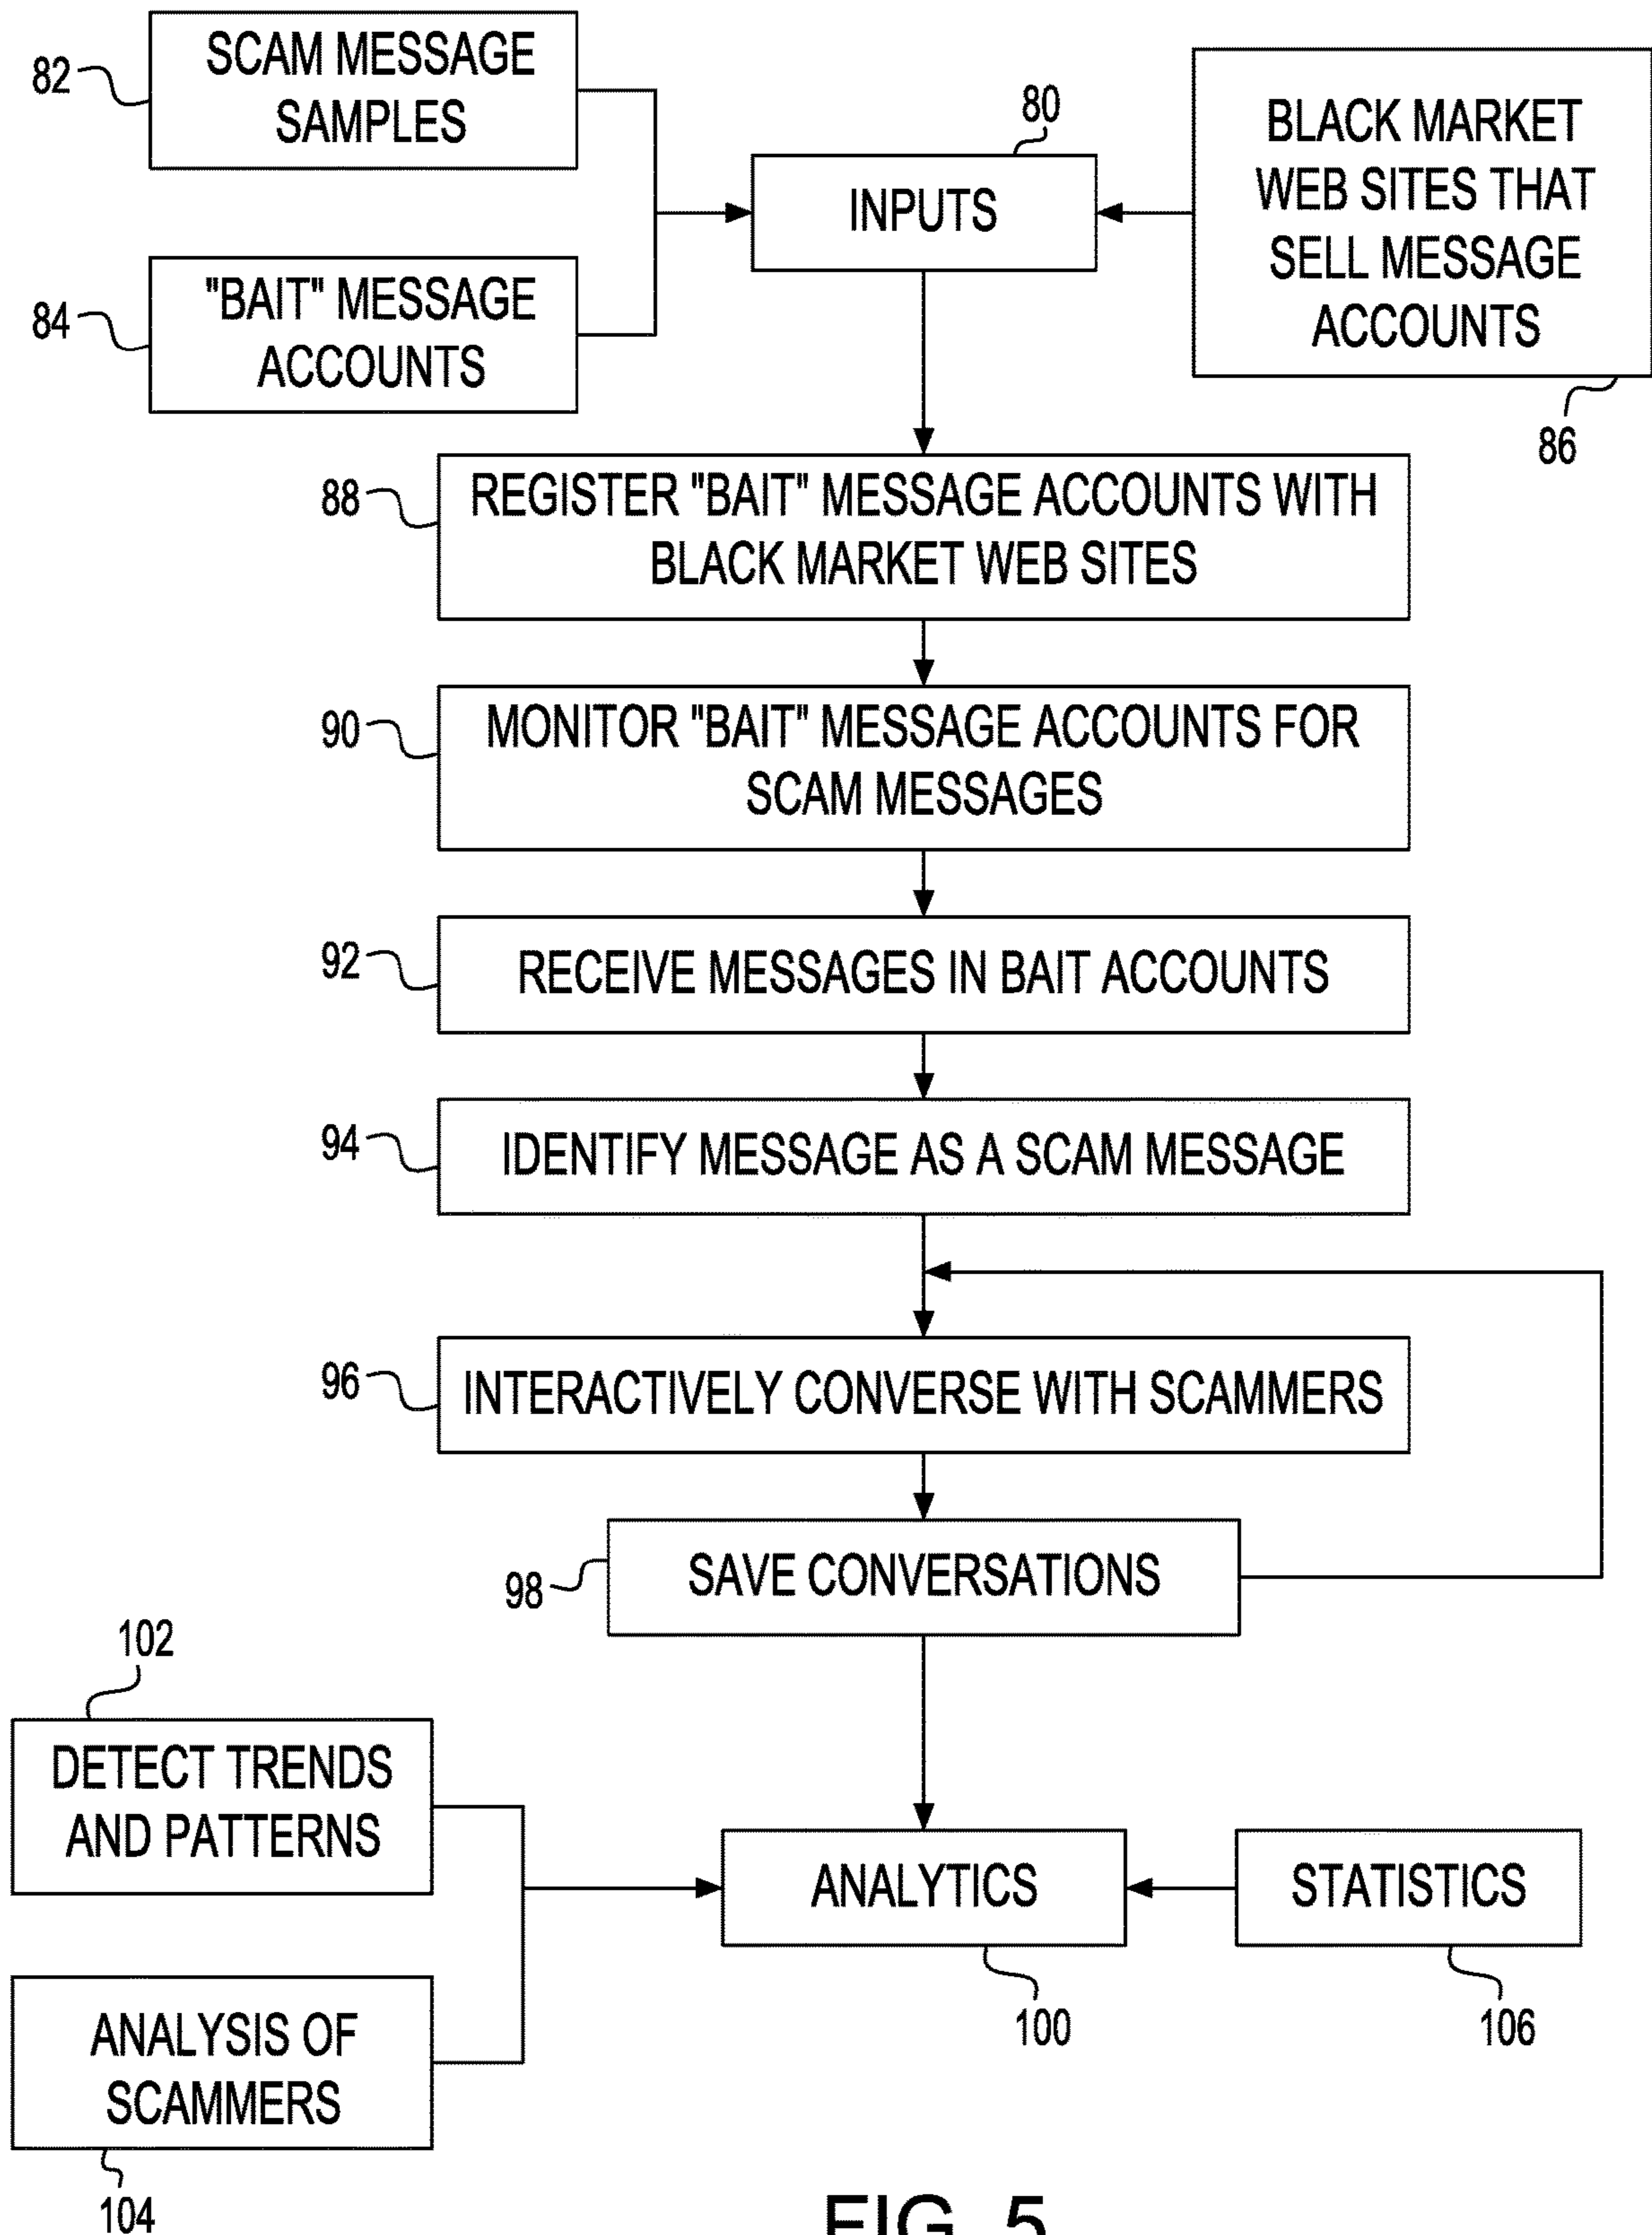 82
SCAM MESSAGE
SAMPLES
84
"BAIT" MESSAGE
ACCOUNTS
80
INPUTS
BLACK MARKET
WEB SITES THAT
SELL MESSAGE
ACCOUNTS
86
88
REGISTER "BAIT" MESSAGE ACCOUNTS WITH
BLACK MARKET WEB SITES
90
MONITOR "BAIT" MESSAGE ACCOUNTS FOR
SCAM MESSAGES
92
RECEIVE MESSAGES IN BAIT ACCOUNTS
94
IDENTIFY MESSAGE AS A SCAM MESSAGE
96
INTERACTIVELY CONVERSE WITH SCAMMERS
98
SAVE CONVERSATIONS
102
DETECT TRENDS
AND PATTERNS
ANALYSIS OF
SCAMMERS
104
ANALYTICS
100
STATISTICS
106
FIG. 5